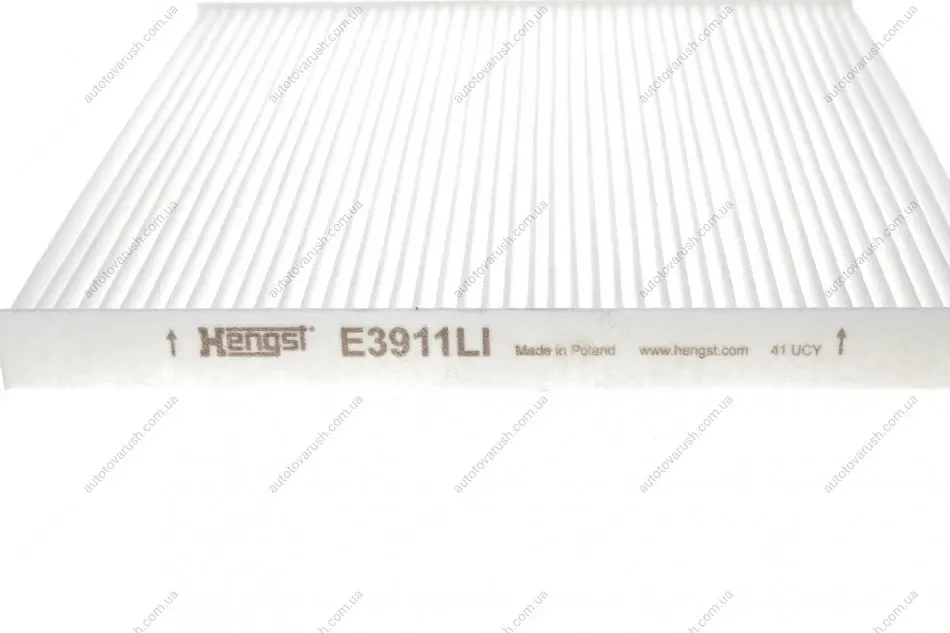 ↑ Hengst E3911LI Made in Poland www.hengst.com 41 UCY ↑
autotovarush.com.ua